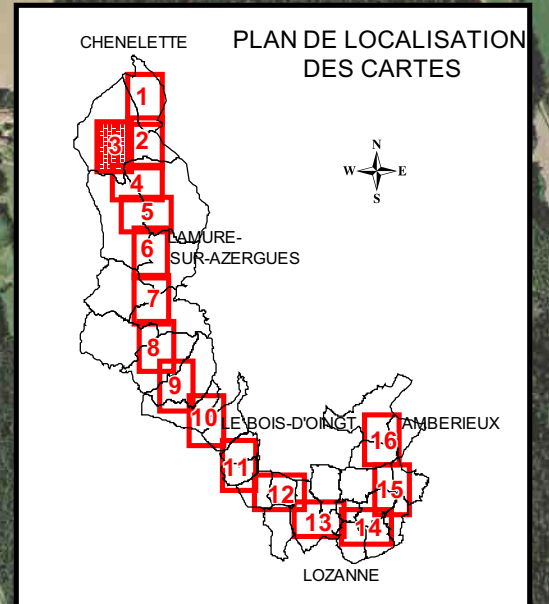 CHENELETTE
PLAN DE LOCALISATION
DES CARTES
1
2
3
N
W E
S
4
5
6
LAMURE-
SUR-AZERGUES
7
8
9
10
LE-BOIS-D'OINGT
AMBERIEUX
16
11
12
15
13
14
LOZANNE